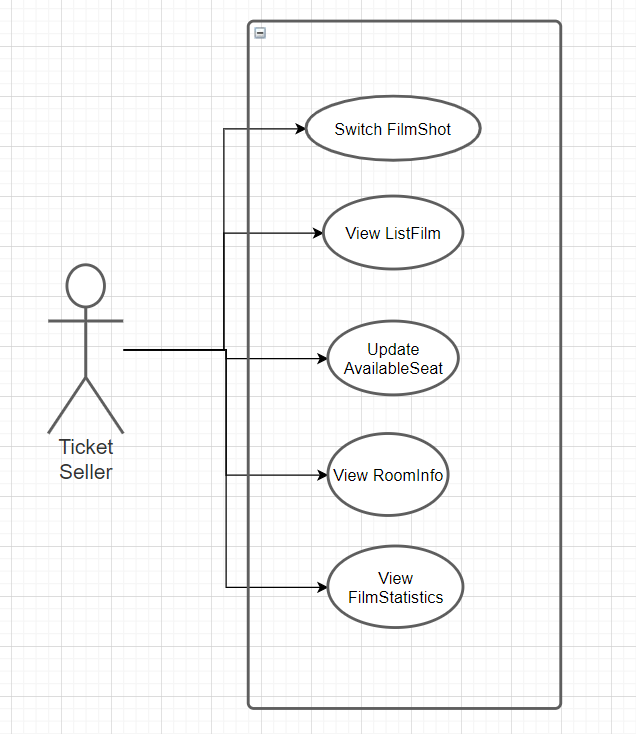 Switch FilmShot
View ListFilm
Update
AvailableSeat
Ticket
Seller
View RoomInfo
View
FilmStatistics